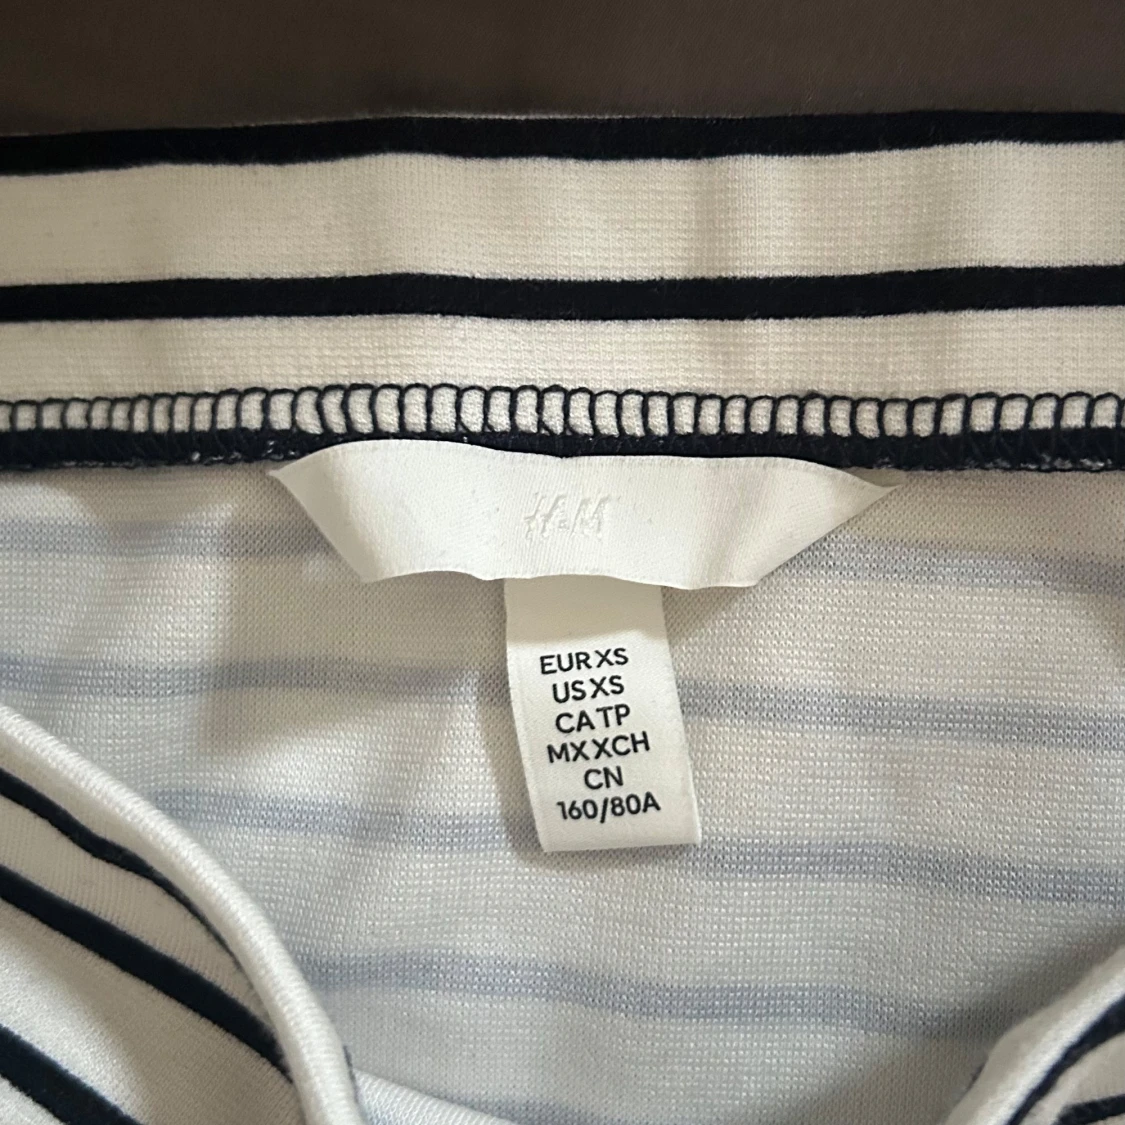 H&M
EUR XS
US XS
CA TP
MX XCH
CN
160/80A